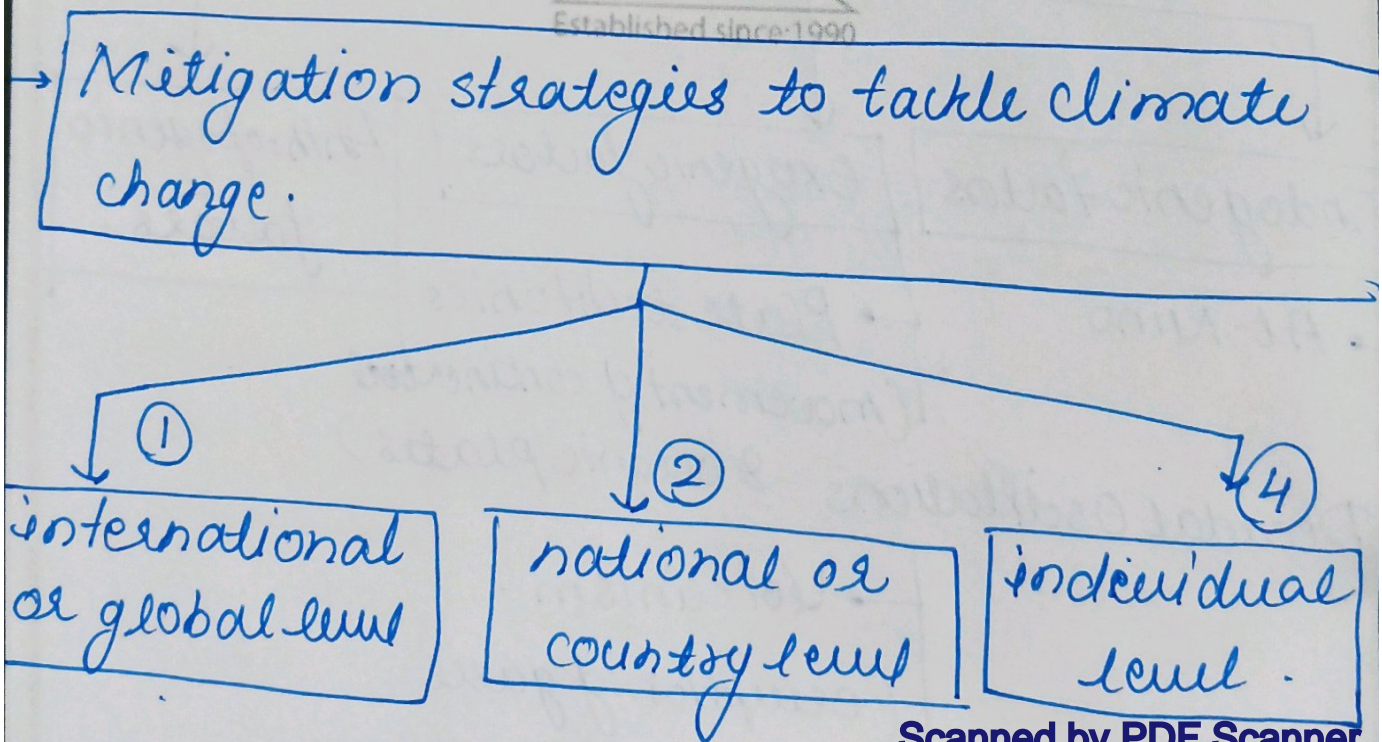 Established since:1990
Mitigation strategies to tackle climate
change.
①
②
④
international
or global level
national or
country level
individual
level.
Scanned by PDF Scanner